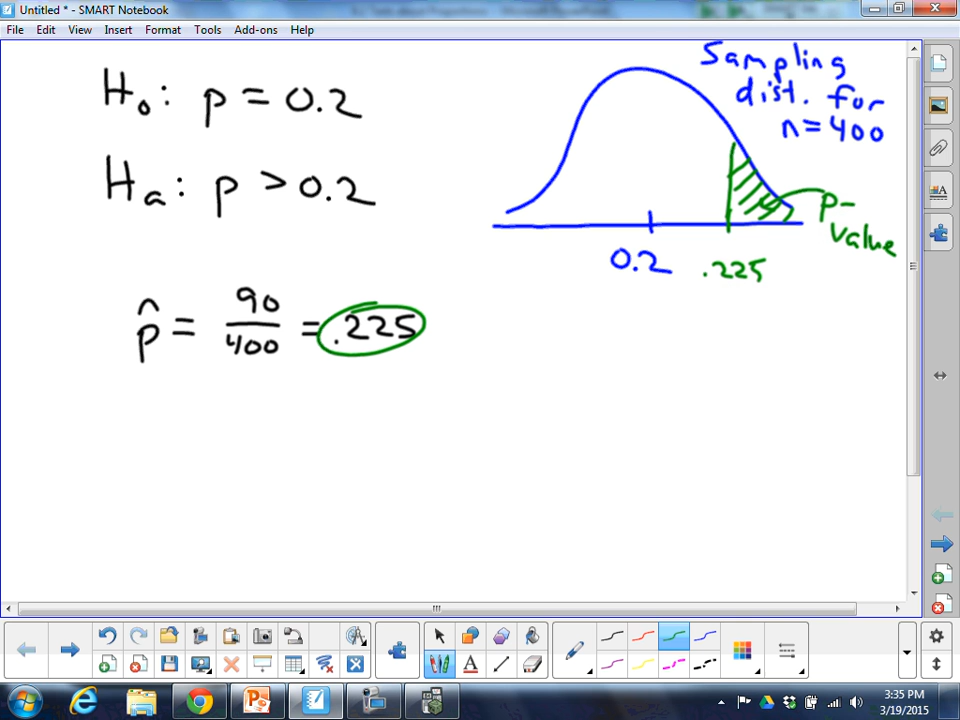 Untitled * - SMART Notebook
File Edit View Insert Format Tools Add-ons Help
H₀: p = 0.2
Hₐ: p > 0.2
p̂ = 90/400 = .225
Sampling
dist. for
n = 400
p-
value
0.2 .225
3:35 PM
3/19/2015